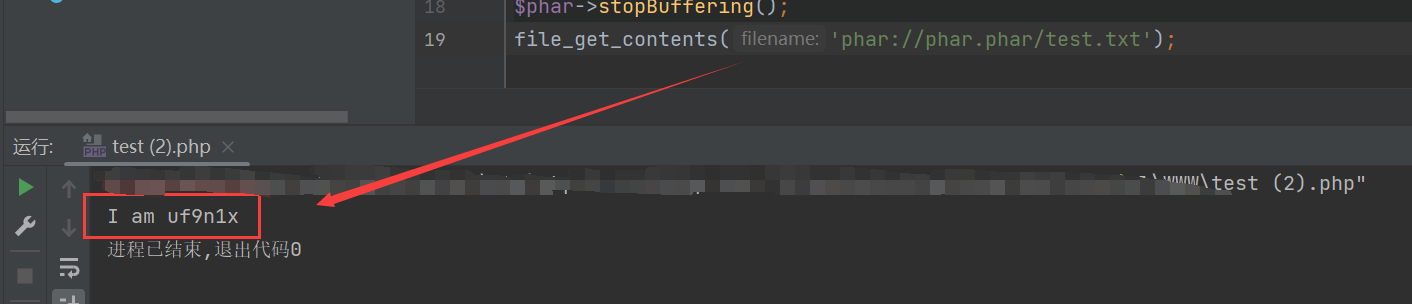 18 $phar->stopBuffering();
19 file_get_contents( filename: 'phar://phar.phar/test.txt');
运行: test (2).php ×
\WWW\test (2).php"
I am uf9n1x
进程已结束,退出代码0